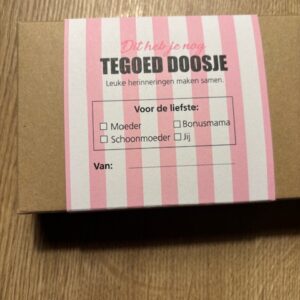 Dit heb je nog
TEGOED DOOSJE
Leuke herinneringen maken samen.
Voor de liefste:
Moeder Bonusmama
Schoonmoeder Jij
Van: